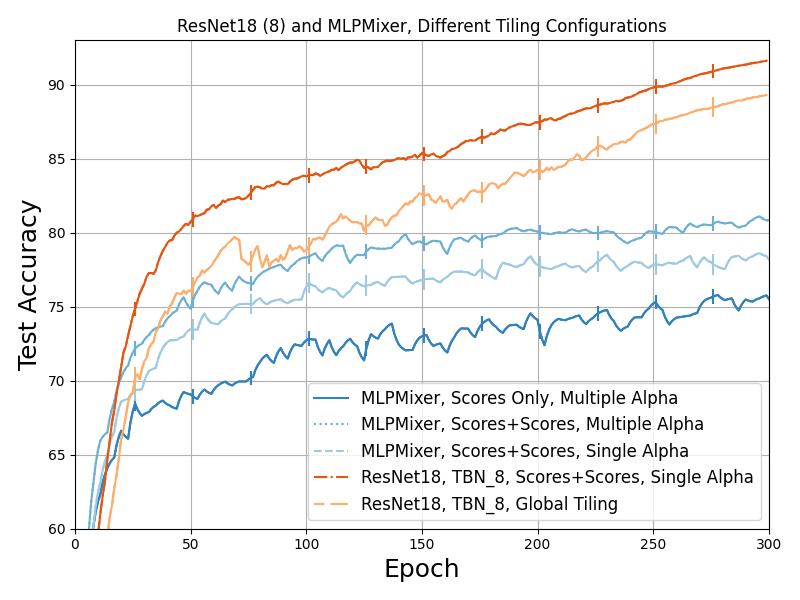 ResNet18 (8) and MLPMixer, Different Tiling Configurations
Test Accuracy
90
85
80
75
70
65
60
0 50 100 150 200 250 300
Epoch
MLPMixer, Scores Only, Multiple Alpha
MLPMixer, Scores+Scores, Multiple Alpha
MLPMixer, Scores+Scores, Single Alpha
ResNet18, TBN_8, Scores+Scores, Single Alpha
ResNet18, TBN_8, Global Tiling